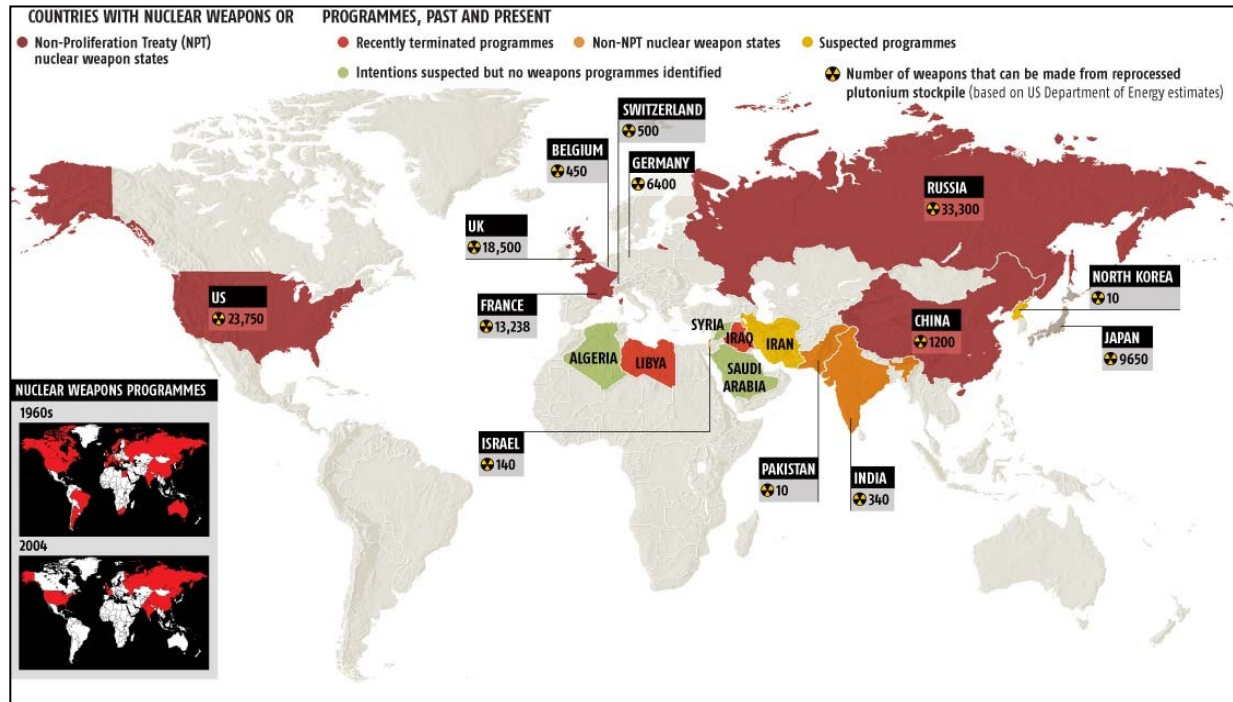 COUNTRIES WITH NUCLEAR WEAPONS OR PROGRAMMES, PAST AND PRESENT
Non-Proliferation Treaty (NPT)
nuclear weapon states
Recently terminated programmes
Non-NPT nuclear weapon states
Suspected programmes
Intentions suspected but no weapons programmes identified
Number of weapons that can be made from reprocessed
plutonium stockpile (based on US Department of Energy estimates)
SWITZERLAND
500
BELGIUM
450
GERMANY
6400
RUSSIA
33,300
UK
18,500
NORTH KOREA
10
US
23,750
FRANCE
13,238
CHINA
1200
JAPAN
9650
SYRIA
IRAQ
IRAN
ALGERIA
LIBYA
SAUDI
ARABIA
ISRAEL
140
PAKISTAN
10
INDIA
340
NUCLEAR WEAPONS PROGRAMMES
1960s
2004